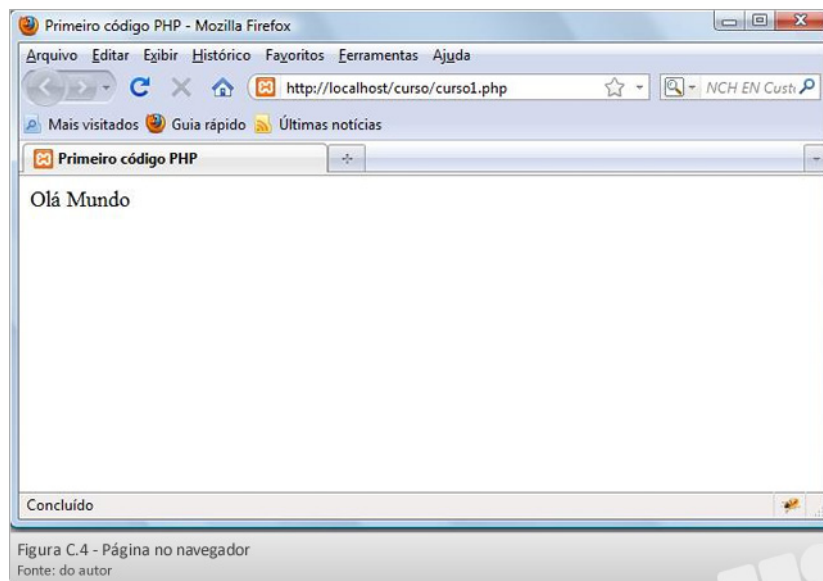 Primeiro código PHP - Mozilla Firefox
Arquivo Editar Exibir Histórico Favoritos Ferramentas Ajuda
http://localhost/curso/curso1.php NCH EN Custo
Mais visitados Guia rápido Últimas notícias
Primeiro código PHP
Olá Mundo
Concluído
Figura C.4 - Página no navegador
Fonte: do autor